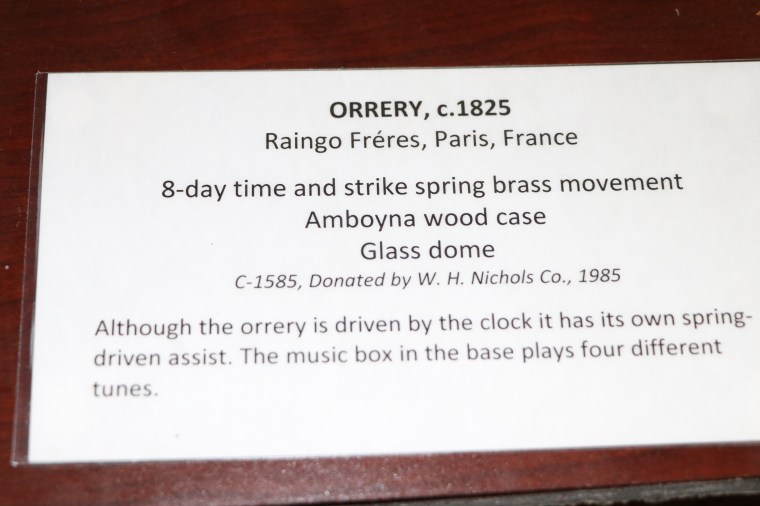 ORRERY, c.1825
Raingo Fréres, Paris, France
8-day time and strike spring brass movement
Amboyna wood case
Glass dome
C-1585, Donated by W. H. Nichols Co., 1985
Although the orrery is driven by the clock it has its own spring-
driven assist. The music box in the base plays four different
tunes.